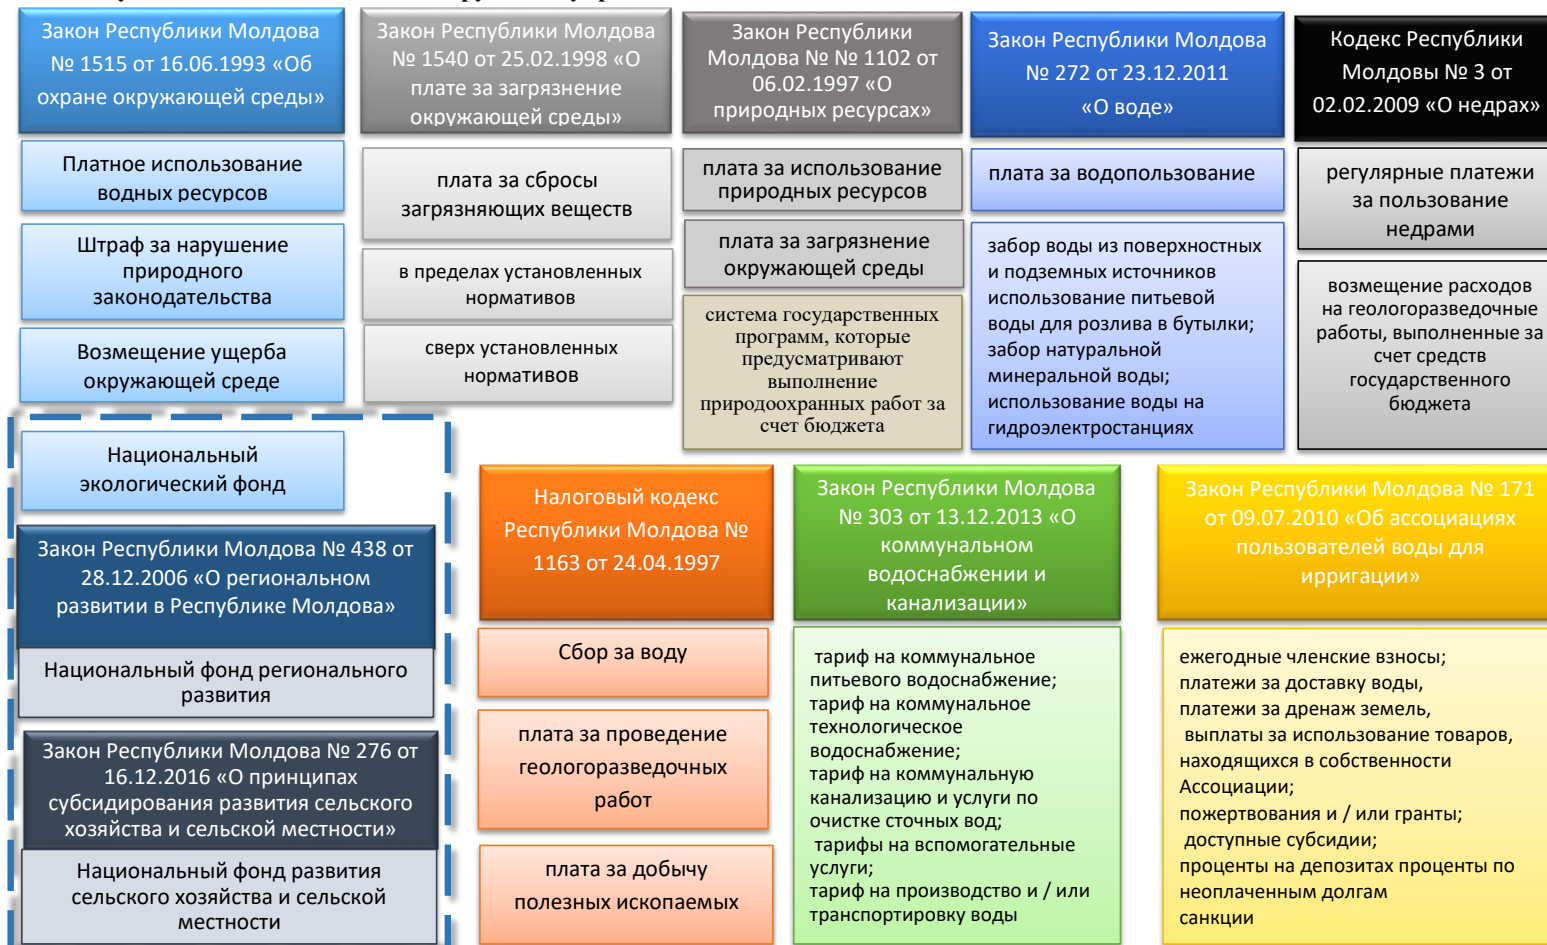 Закон Республики Молдова
№ 1515 от 16.06.1993 «Об
охране окружающей среды»
Платное использование
водных ресурсов
Штраф за нарушение
природного
законодательства
Возмещение ущерба
окружающей среде
Национальный
экологический фонд
Закон Республики Молдова
№ 1540 от 25.02.1998 «О
плате за загрязнение
окружающей среды»
плата за сбросы
загрязняющих веществ
в пределах установленных
нормативов
сверх установленных
нормативов
Закон Республики
Молдова № № 1102 от
06.02.1997 «О
природных ресурсах»
плата за использование
природных ресурсов
плата за загрязнение
окружающей среды
система государственных
программ, которые
предусматривают
выполнение
природоохранных работ за
счет бюджета
Закон Республики Молдова
№ 272 от 23.12.2011
«О воде»
плата за водопользование
забор воды из поверхностных
и подземных источников
использование питьевой
воды для розлива в бутылки;
забор натуральной
минеральной воды;
использование воды на
гидроэлектростанциях
Кодекс Республики
Молдовы № 3 от
02.02.2009 «О недрах»
регулярные платежи
за пользование
недрами
возмещение расходов
на геологоразведочные
работы, выполненные за
счет средств
государственного
бюджета
Закон Республики Молдова № 438 от
28.12.2006 «О региональном
развитии в Республике Молдова»
Национальный фонд регионального
развития
Закон Республики Молдова № 276 от
16.12.2016 «О принципах
субсидирования развития сельского
хозяйства и сельской местности»
Национальный фонд развития
сельского хозяйства и сельской
местности
Налоговый кодекс
Республики Молдова №
1163 от 24.04.1997
Сбор за воду
плата за проведение
геологоразведочных
работ
плата за добычу
полезных ископаемых
Закон Республики Молдова
№ 303 от 13.12.2013 «О
коммунальном
водоснабжении и
канализации»
тариф на коммунальное
питьевого водоснабжение;
тариф на коммунальное
технологическое
водоснабжение;
тариф на коммунальную
канализацию и услуги по
очистке сточных вод;
тарифы на вспомогательные
услуги;
тариф на производство и / или
транспортировку воды
Закон Республики Молдова № 171
от 09.07.2010 «Об ассоциациях
пользователей воды для
ирригации»
ежегодные членские взносы;
платежи за доставку воды,
платежи за дренаж земель,
выплаты за использование товаров,
находящихся в собственности
Ассоциации;
пожертвования и / или гранты;
доступные субсидии;
проценты на депозитах проценты по
неоплаченным долгам
санкции